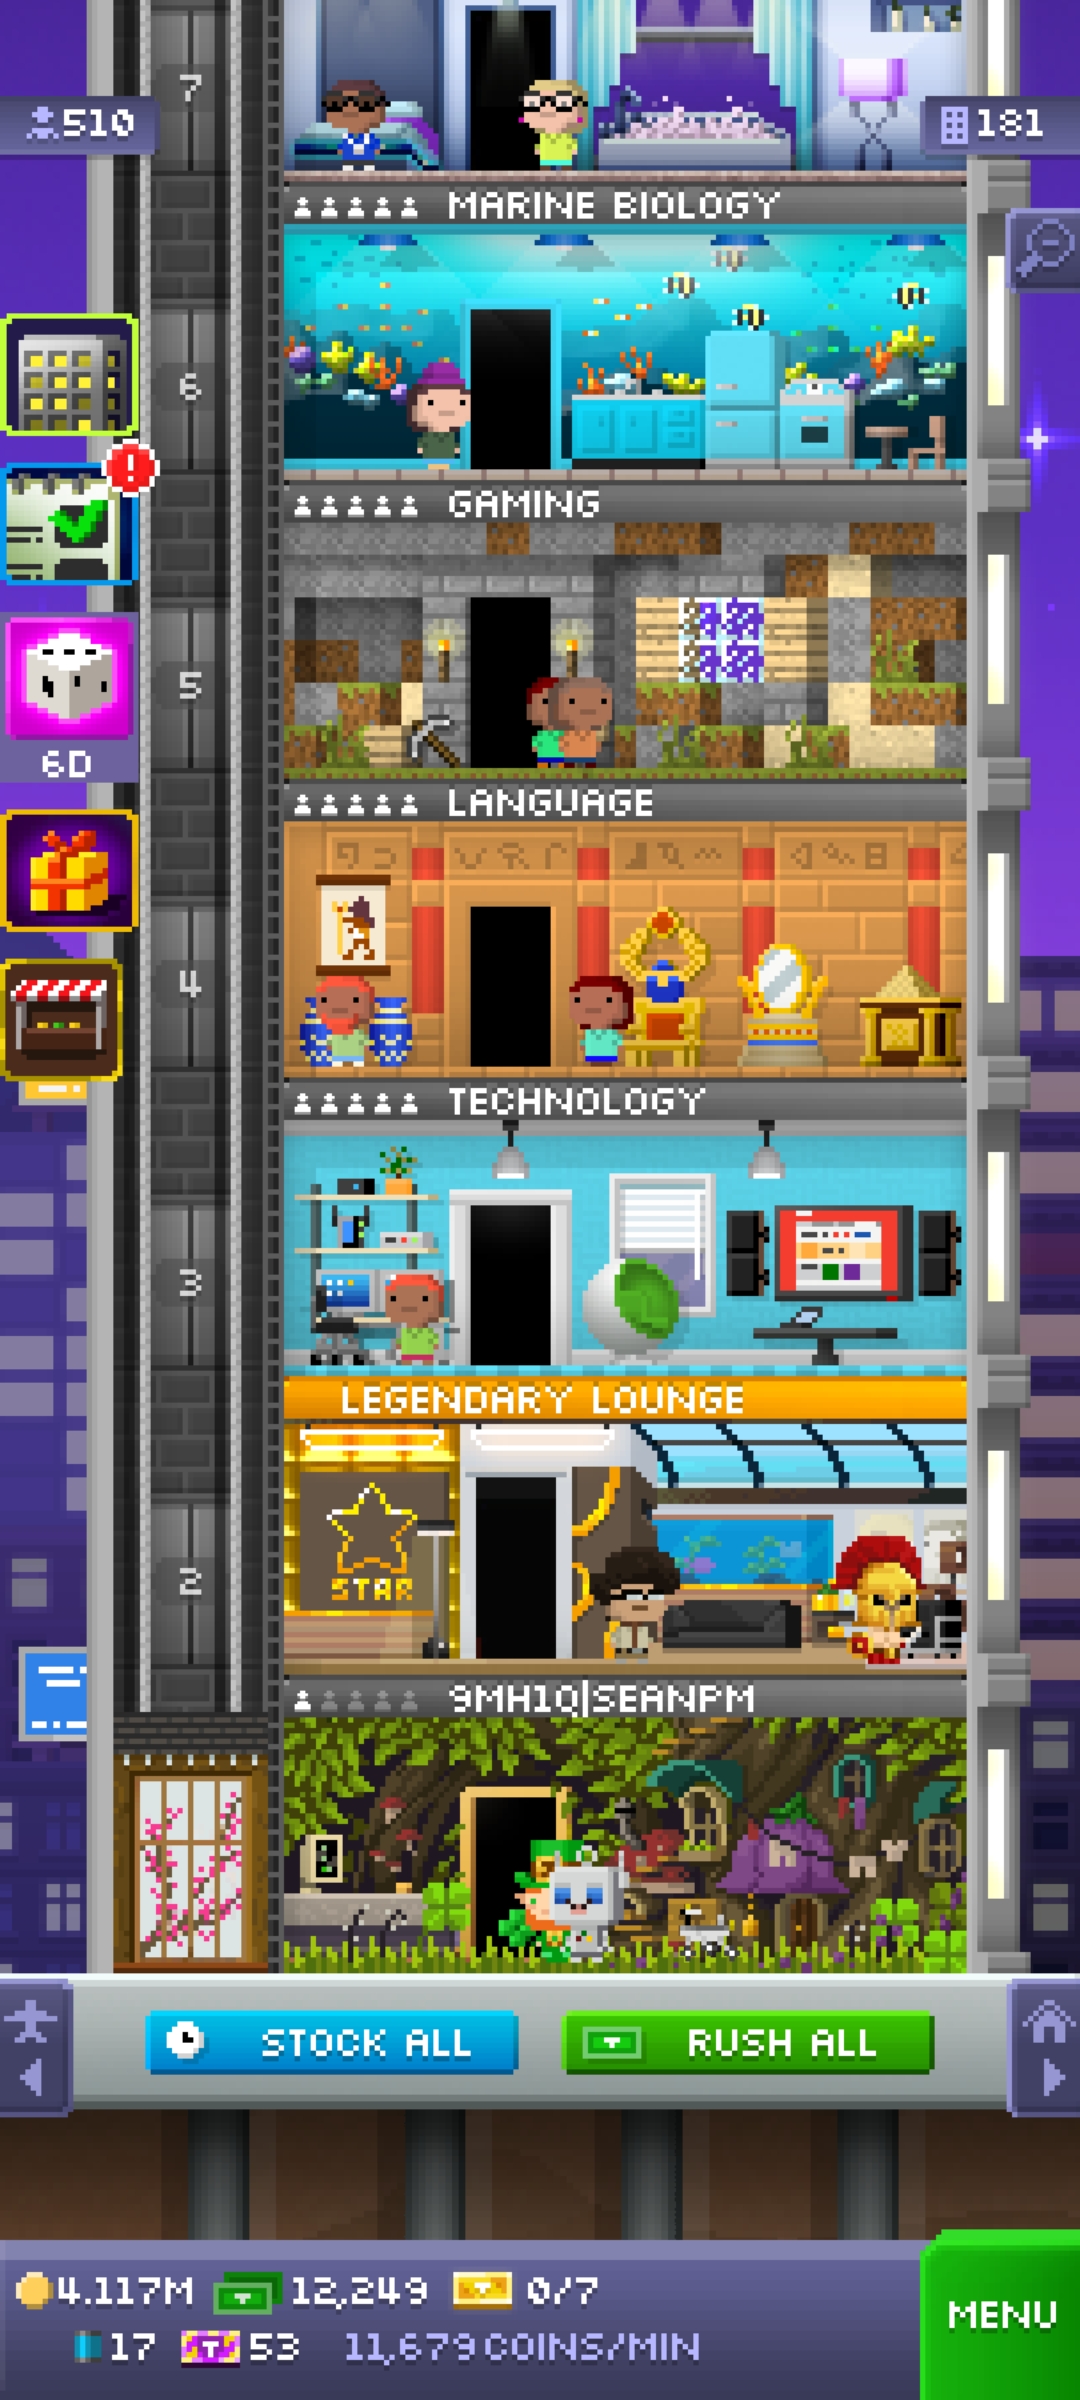 7
510
181
MARINE BIOLOGY
6
GAMING
5
6D
LANGUAGE
4
TECHNOLOGY
3
LEGENDARY LOUNGE
STAR
2
9MH1Q|SEANPM
STOCK ALL
RUSH ALL
4.117M 12,249 0/7
17 53 11,679 COINS/MIN
MENU